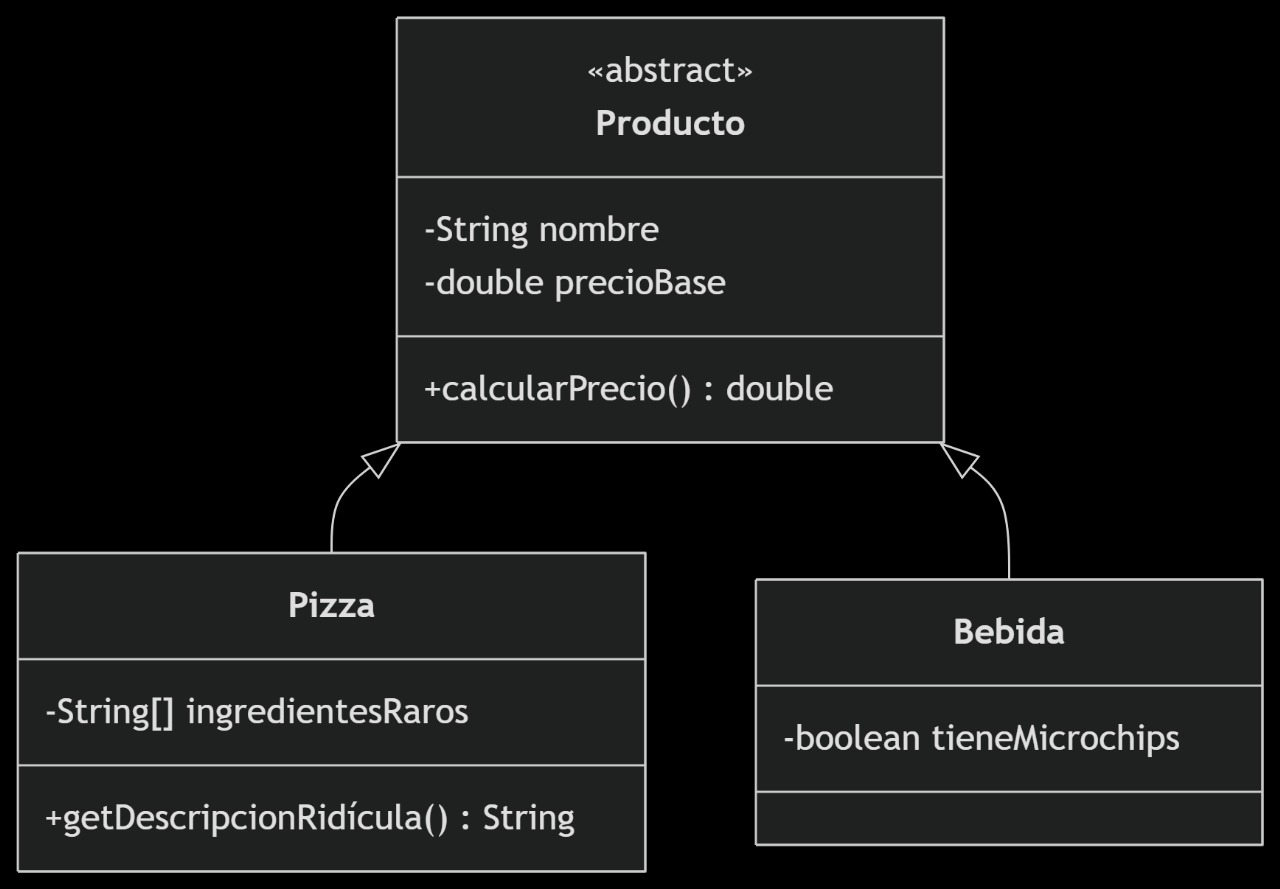 «abstract»
Producto
-String nombre
-double precioBase
+calcularPrecio() : double
Pizza
-String[] ingredientesRaros
+getDescripcionRidícula() : String
Bebida
-boolean tieneMicrochips